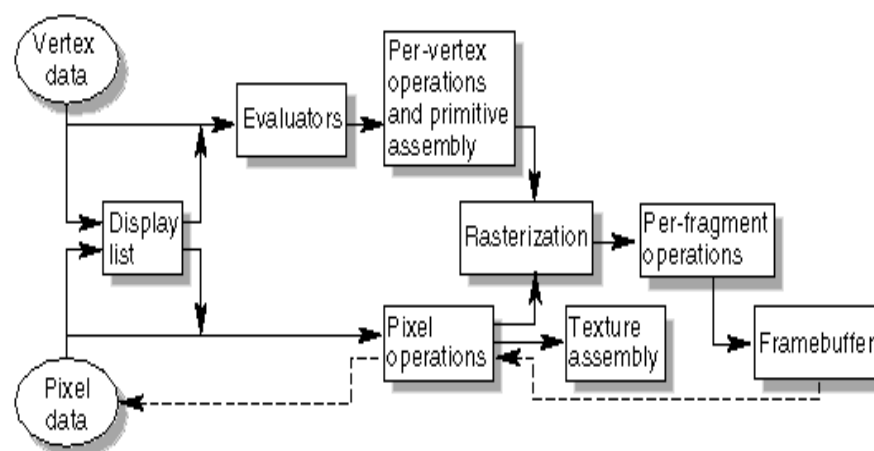 Vertex
data
Evaluators
Per-vertex
operations
and primitive
assembly
Display
list
Rasterization
Per-fragment
operations
Pixel
operations
Texture
assembly
Framebuffer
Pixel
data